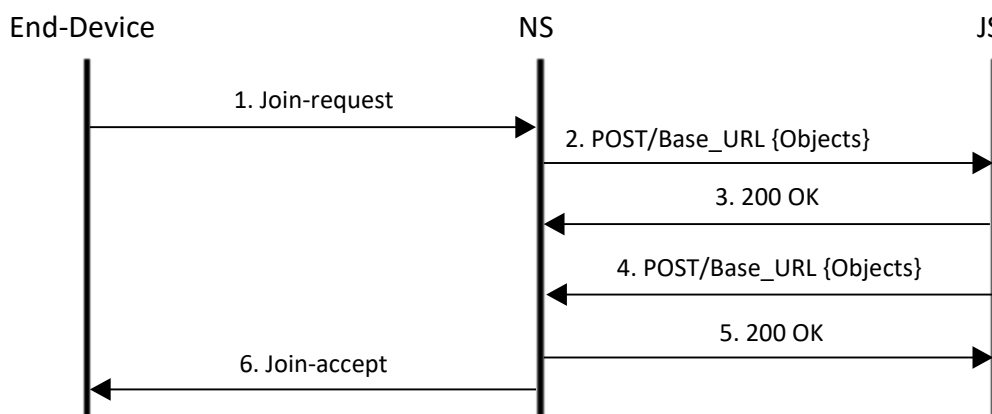 End-Device
NS
JS
1. Join-request
2. POST/Base_URL {Objects}
3. 200 OK
4. POST/Base_URL {Objects}
5. 200 OK
6. Join-accept